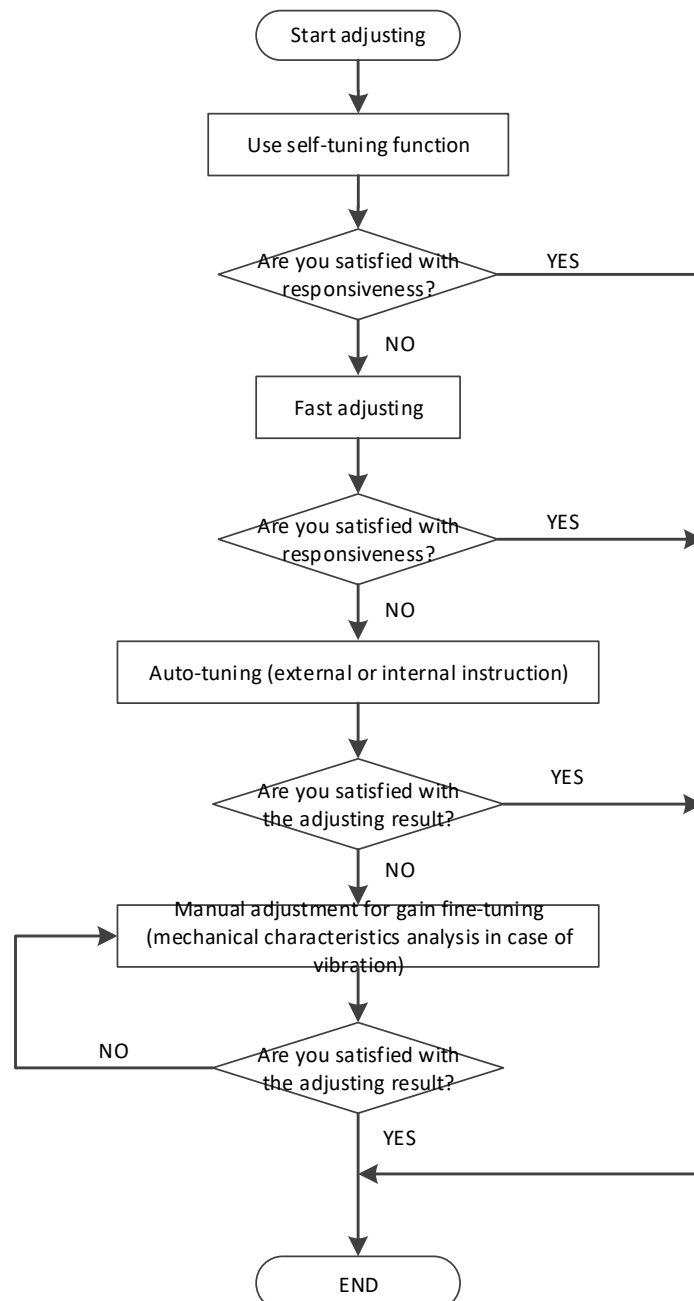 Start adjusting
Use self-tuning function
Are you satisfied with
responsiveness?
YES
NO
Fast adjusting
Are you satisfied with
responsiveness?
YES
NO
Auto-tuning (external or internal instruction)
Are you satisfied with
the adjusting result?
YES
NO
Manual adjustment for gain fine-tuning
(mechanical characteristics analysis in case of
vibration)
NO
Are you satisfied with
the adjusting result?
YES
END